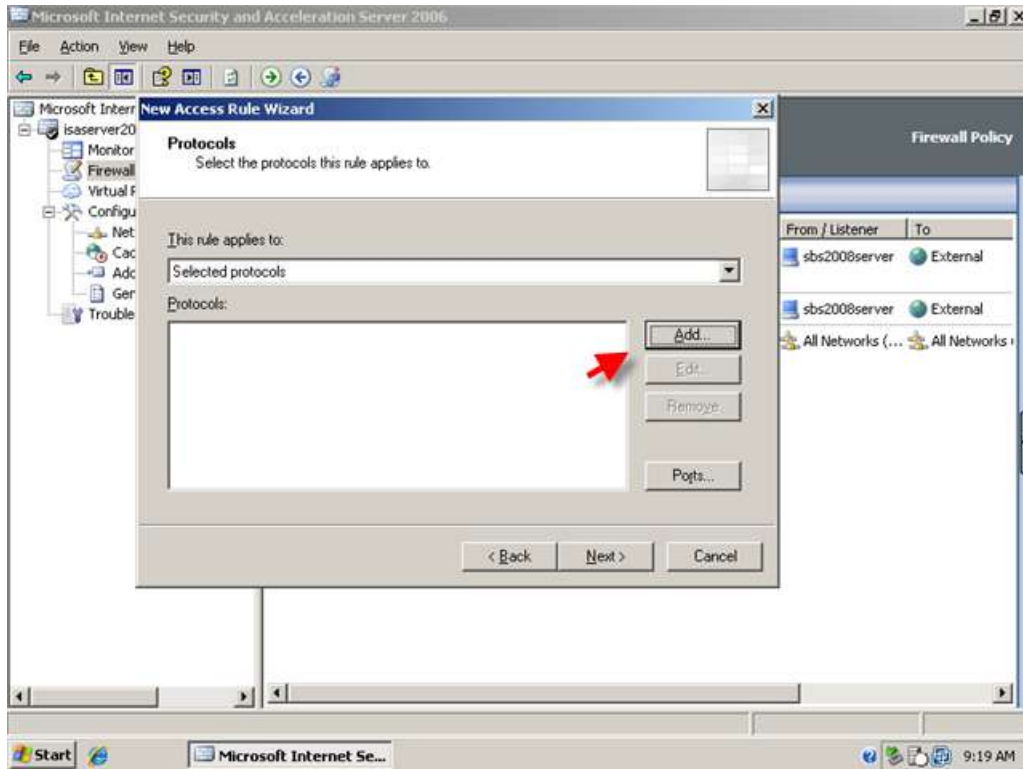 Microsoft Internet Security and Acceleration Server 2006
File Action View Help
Microsoft Interr
isaserver20
Monitor
Firewall
Virtual F
Configu
Net
Cac
Add
Ger
Trouble
New Access Rule Wizard
Protocols
Select the protocols this rule applies to.
This rule applies to:
Selected protocols
Protocols:
Add...
Edit...
Remove
Ports...
< Back Next > Cancel
Firewall Policy
From / Listener To
sbs2008server External
sbs2008server External
All Networks (... All Networks
Start Microsoft Internet Se... 9:19 AM